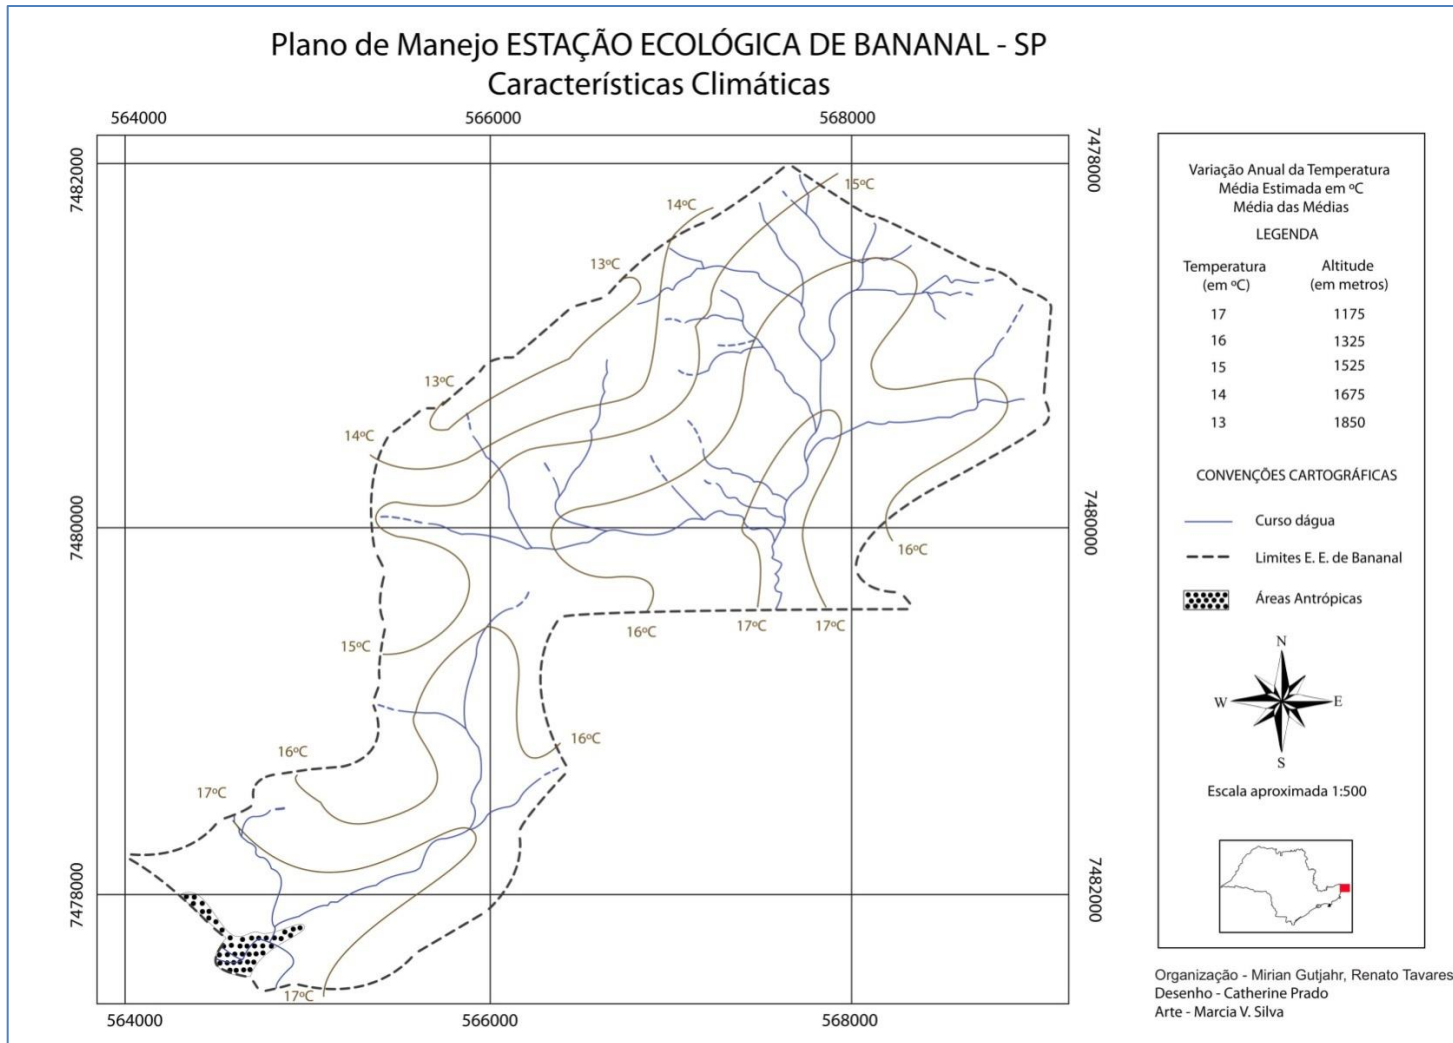 Plano de Manejo ESTAÇÃO ECOLÓGICA DE BANANAL - SP
Características Climáticas
564000
566000
568000
7482000
7480000
7478000
7478000
7480000
7482000
564000
566000
568000
15ºC
14ºC
13ºC
13ºC
14ºC
16ºC
16ºC
17ºC
17ºC
15ºC
16ºC
16ºC
17ºC
17ºC
Variação Anual da Temperatura
Média Estimada em ºC
Média das Médias
LEGENDA
Temperatura Altitude
(em ºC) (em metros)
17 1175
16 1325
15 1525
14 1675
13 1850
CONVENÇÕES CARTOGRÁFICAS
Curso dágua
Limites E. E. de Bananal
Áreas Antrópicas
N
W E
S
Escala aproximada 1:500
Organização - Mirian Gutjahr, Renato Tavares
Desenho - Catherine Prado
Arte - Marcia V. Silva